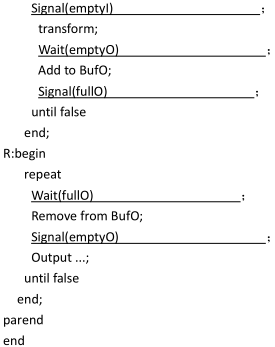 Signal(emptyI) ;
transform;
Wait(emptyO) ;
Add to BufO;
Signal(fullO) ;
until false
end;
R:begin
repeat
Wait(fullO) ;
Remove from BufO;
Signal(emptyO) ;
Output ...;
until false
end;
parend
end